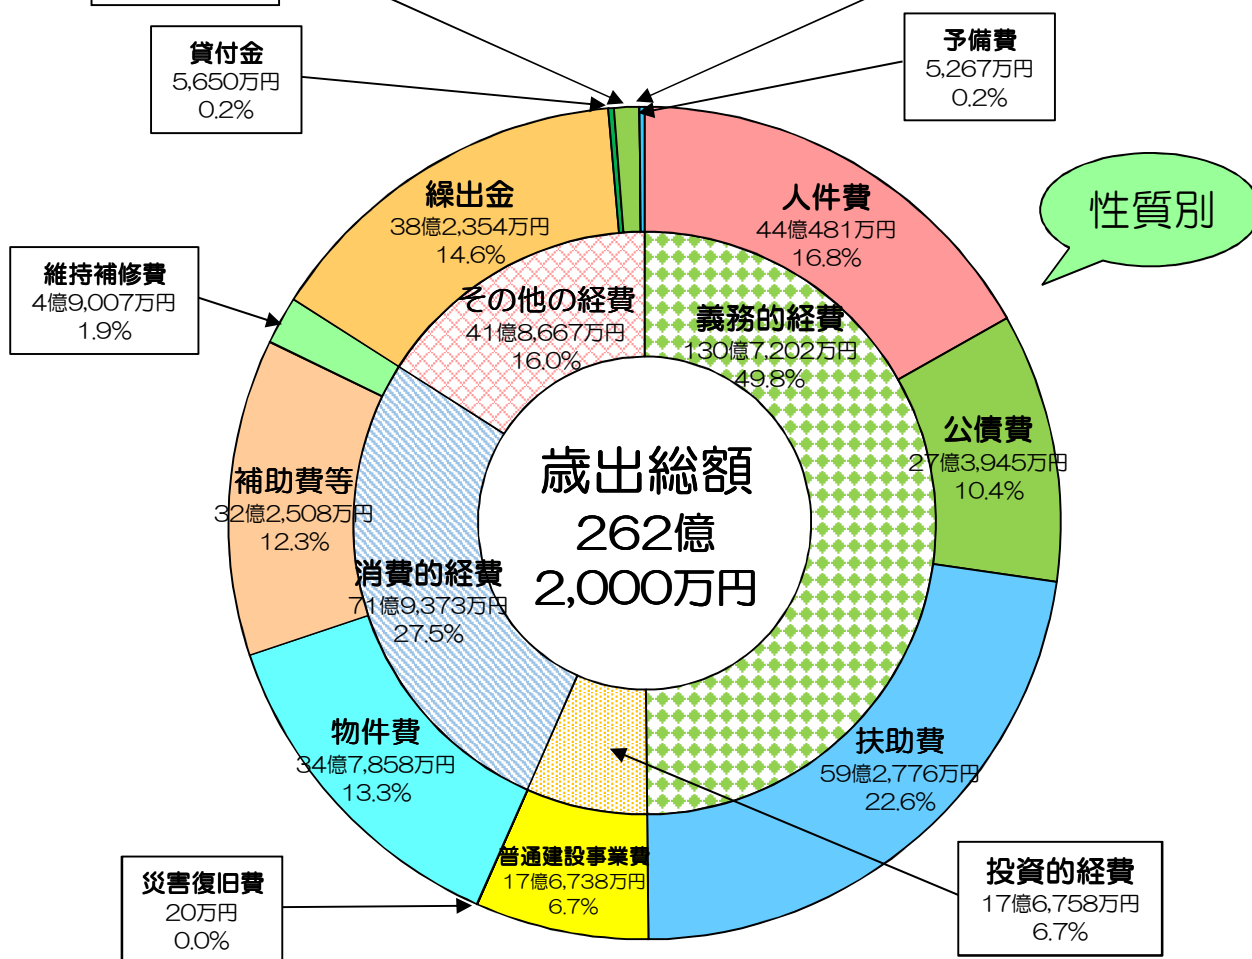 貸付金
5,650万円
0.2%
予備費
5,267万円
0.2%
性質別
繰出金
38億2,354万円
14.6%
人件費
44億481万円
16.8%
維持補修費
4億9,007万円
1.9%
その他の経費
41億8,667万円
16.0%
義務的経費
130億7,202万円
49.8%
公債費
27億3,945万円
10.4%
補助費等
32億2,508万円
12.3%
歳出総額
262億
2,000万円
消費的経費
71億9,373万円
27.5%
物件費
34億7,858万円
13.3%
扶助費
59億2,776万円
22.6%
普通建設事業費
17億6,738万円
6.7%
災害復旧費
20万円
0.0%
投資的経費
17億6,758万円
6.7%